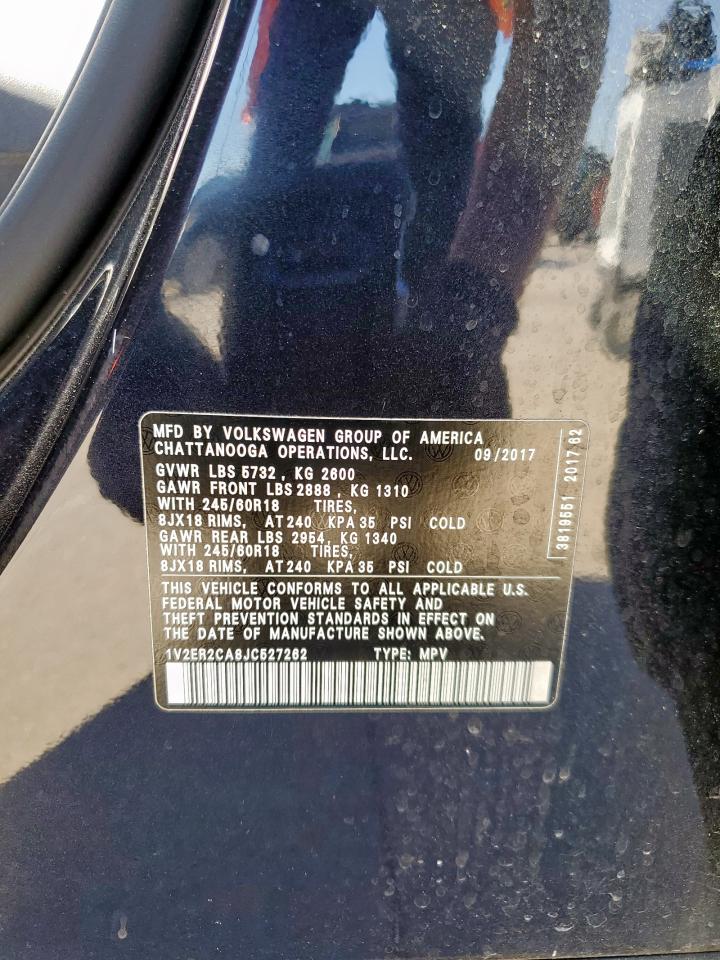 MFD BY VOLKSWAGEN GROUP OF AMERICA
CHATTANOOGA OPERATIONS, LLC. 09/2017
GVWR LBS 5732 , KG 2600
GAWR FRONT LBS 2888 , KG 1310
WITH 245/60R18 TIRES,
8JX18 RIMS, AT 240 KPA 35 PSI COLD
GAWR REAR LBS 2954, KG 1340
WITH 245/60R18 TIRES,
8JX18 RIMS, AT 240 KPA 35 PSI COLD
THIS VEHICLE CONFORMS TO ALL APPLICABLE U.S.
FEDERAL MOTOR VEHICLE SAFETY AND
THEFT PREVENTION STANDARDS IN EFFECT ON
THE DATE OF MANUFACTURE SHOWN ABOVE.
1V2ER2CA8JC527262 TYPE: MPV
3819551 2017 62